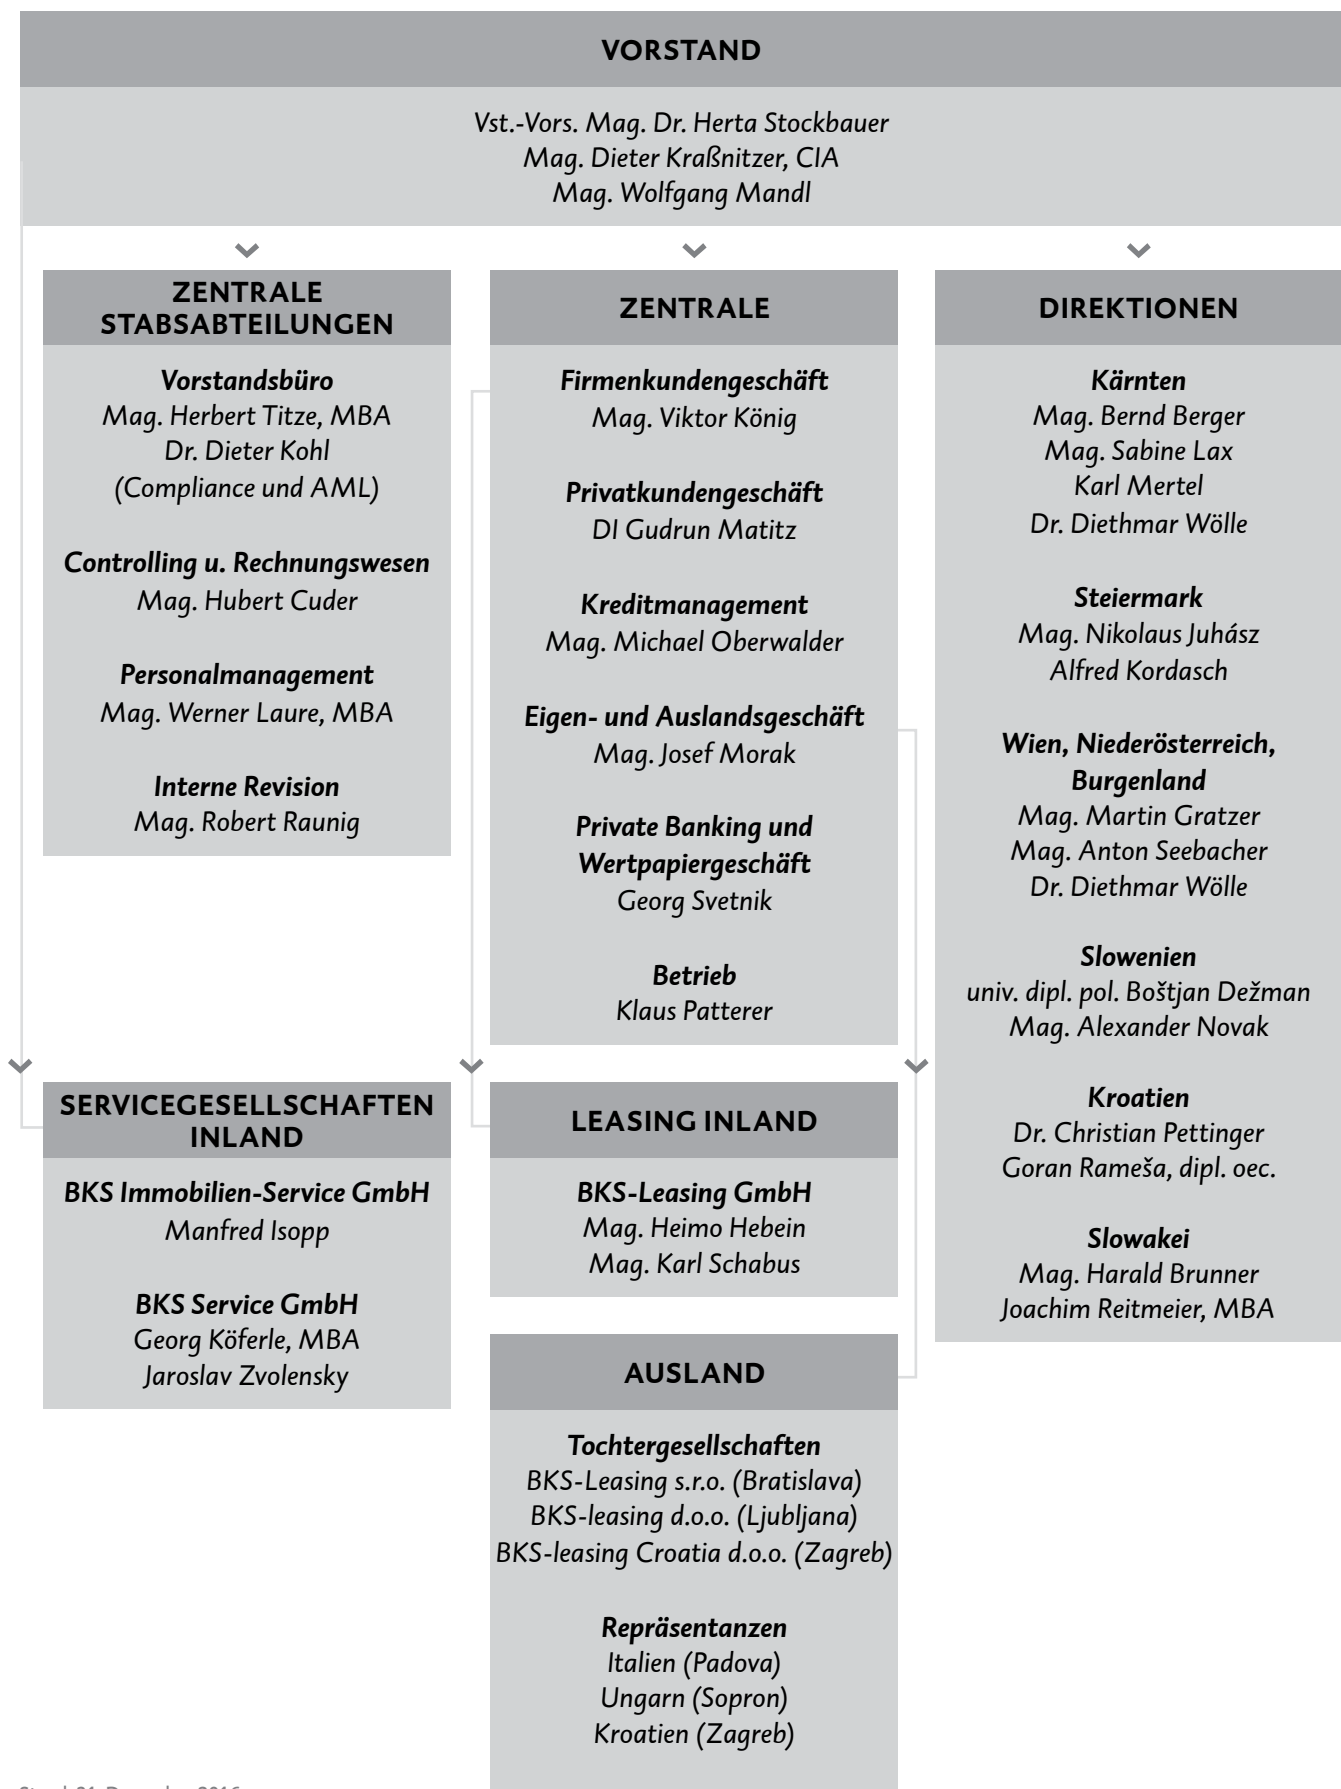 VORSTAND
Vst.-Vors. Mag. Dr. Herta Stockbauer
Mag. Dieter Kraßnitzer, CIA
Mag. Wolfgang Mandl
ZENTRALE
STABSABTEILUNGEN
Vorstandsbüro
Mag. Herbert Titze, MBA
Dr. Dieter Kohl
(Compliance und AML)
Controlling u. Rechnungswesen
Mag. Hubert Cuder
Personalmanagement
Mag. Werner Laure, MBA
Interne Revision
Mag. Robert Raunig
ZENTRALE
Firmenkundengeschäft
Mag. Viktor König
Privatkundengeschäft
DI Gudrun Matitz
Kreditmanagement
Mag. Michael Oberwalder
Eigen- und Auslandsgeschäft
Mag. Josef Morak
Private Banking und
Wertpapiergeschäft
Georg Svetnik
Betrieb
Klaus Patterer
DIREKTIONEN
Kärnten
Mag. Bernd Berger
Mag. Sabine Lax
Karl Mertel
Dr. Diethmar Wölle
Steiermark
Mag. Nikolaus Juhász
Alfred Kordasch
Wien, Niederösterreich,
Burgenland
Mag. Martin Gratzer
Mag. Anton Seebacher
Dr. Diethmar Wölle
Slowenien
univ. dipl. pol. Boštjan Dežman
Mag. Alexander Novak
Kroatien
Dr. Christian Pettinger
Goran Rameša, dipl. oec.
Slowakei
Mag. Harald Brunner
Joachim Reitmeier, MBA
SERVICEGESELLSCHAFTEN
INLAND
BKS Immobilien-Service GmbH
Manfred Isopp
BKS Service GmbH
Georg Köferle, MBA
Jaroslav Zvolensky
LEASING INLAND
BKS-Leasing GmbH
Mag. Heimo Hebein
Mag. Karl Schabus
AUSLAND
Tochtergesellschaften
BKS-Leasing s.r.o. (Bratislava)
BKS-leasing d.o.o. (Ljubljana)
BKS-leasing Croatia d.o.o. (Zagreb)
Repräsentanzen
Italien (Padova)
Ungarn (Sopron)
Kroatien (Zagreb)